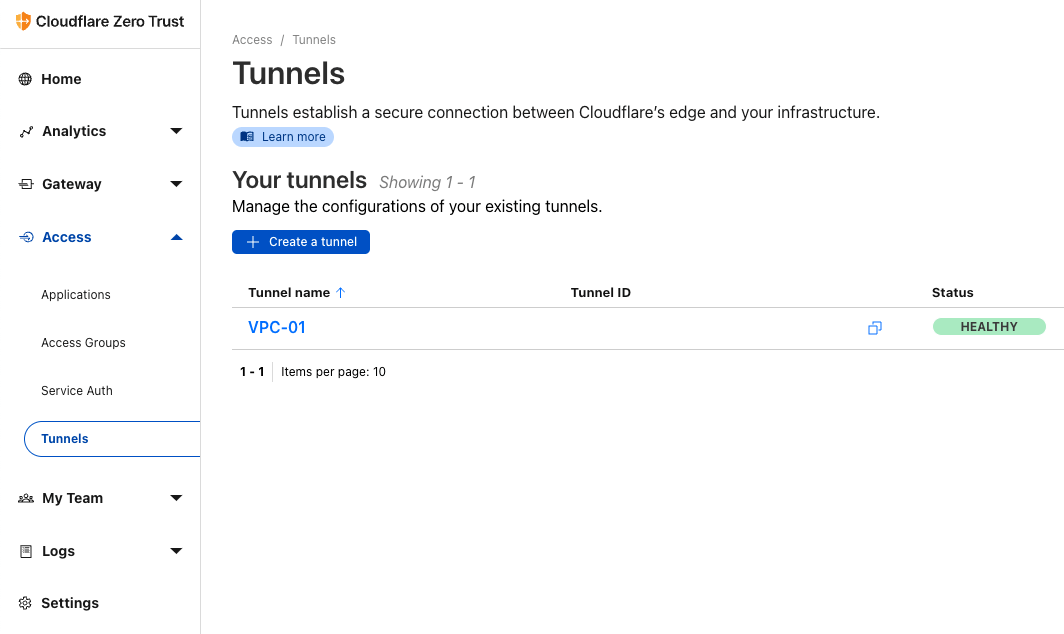 Cloudflare Zero Trust
Home
Analytics
Gateway
Access
Applications
Access Groups
Service Auth
Tunnels
My Team
Logs
Settings
Access / Tunnels
Tunnels
Tunnels establish a secure connection between Cloudflare’s edge and your infrastructure.
Learn more
Your tunnels Showing 1 - 1
Manage the configurations of your existing tunnels.
Create a tunnel
Tunnel name Tunnel ID Status
VPC-01 HEALTHY
1 - 1 Items per page: 10